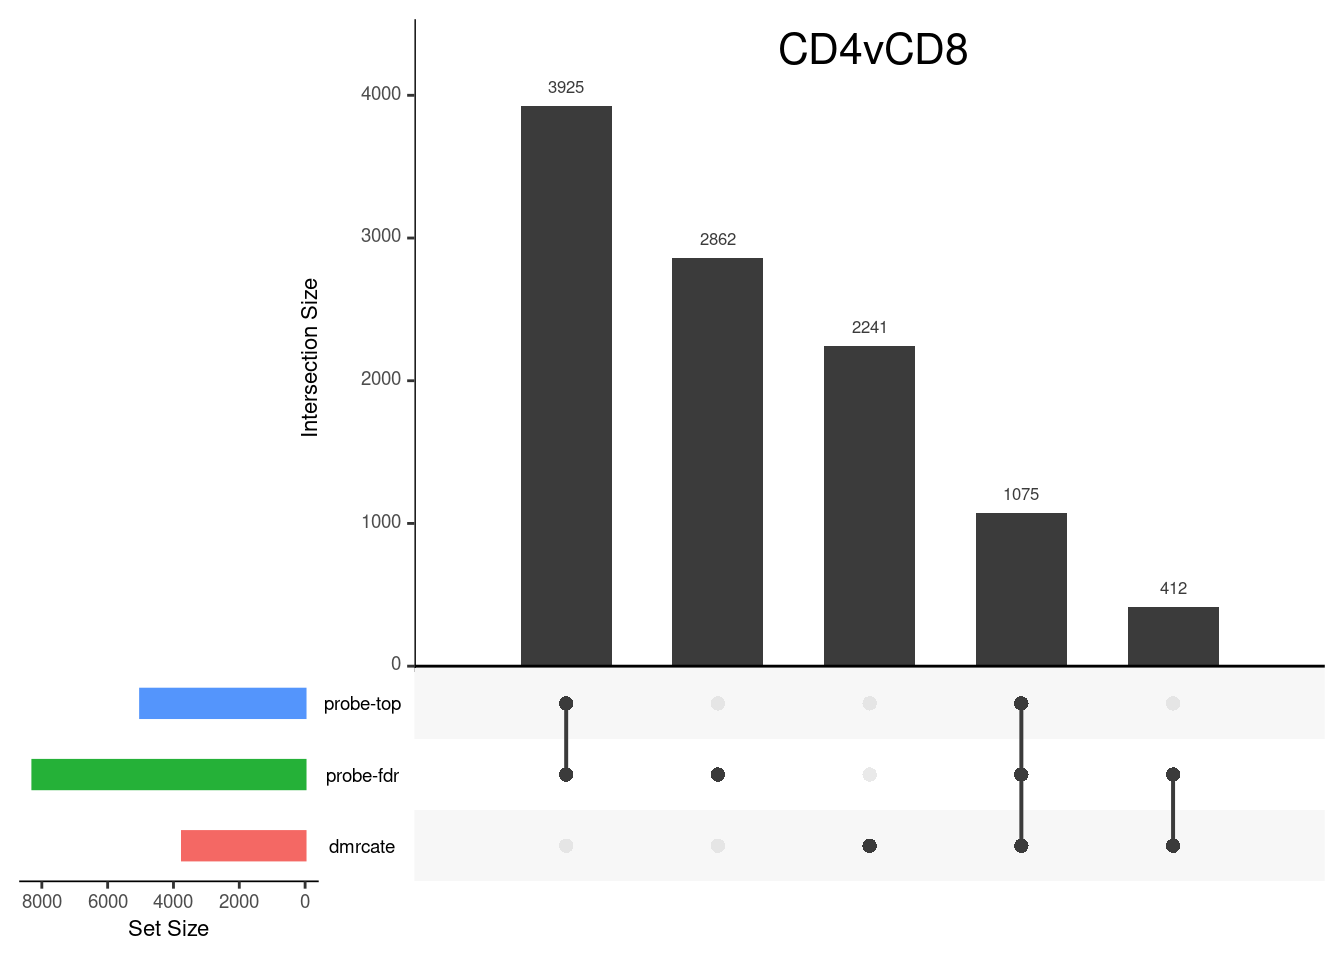 CD4vCD8
Intersection Size
4000
3000
2000
1000
0
3925
2862
2241
1075
412
probe-top
probe-fdr
dmrcate
8000 6000 4000 2000 0
Set Size